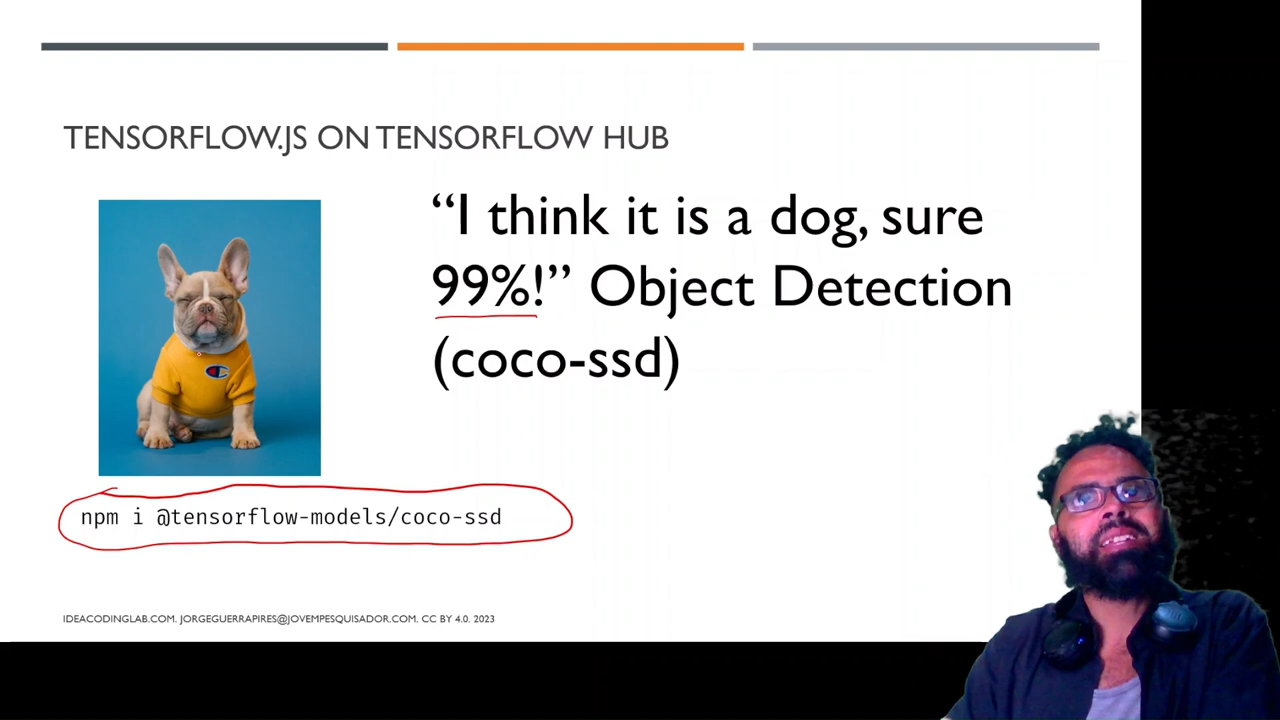 TENSORFLOW.JS ON TENSORFLOW HUB
“I think it is a dog, sure
99%!” Object Detection
(coco-ssd)
npm i @tensorflow-models/coco-ssd
IDEACODINGLAB.COM. JORGEGUERRAPIRES@JOVEMPESQUISADOR.COM. CC BY 4.0. 2023